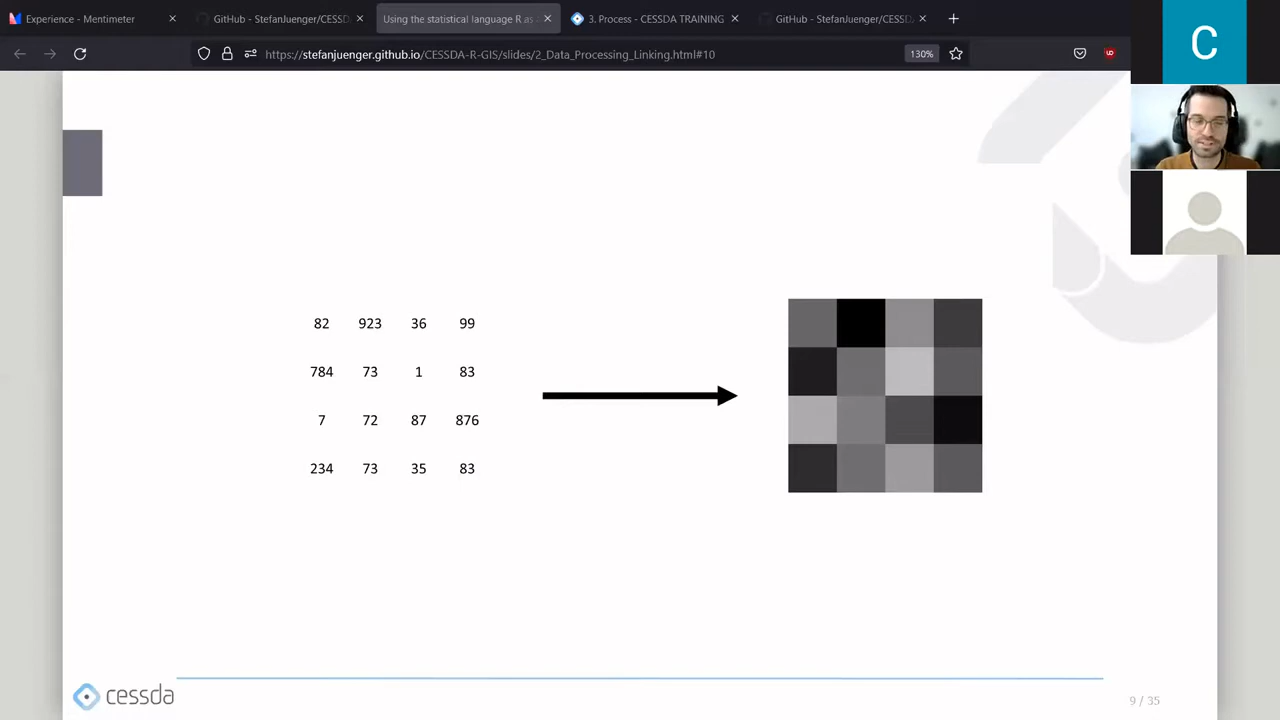 Experience - Mentimeter
GitHub - StefanJuenger/CESSD
Using the statistical language R as
3. Process - CESSDA TRAINING
GitHub - StefanJuenger/CESSD
https://stefanjuenger.github.io/CESSDA-R-GIS/slides/2_Data_Processing_Linking.html#10
130%
C
82 923 36 99
784 73 1 83
7 72 87 876
234 73 35 83
cessda
9 / 35